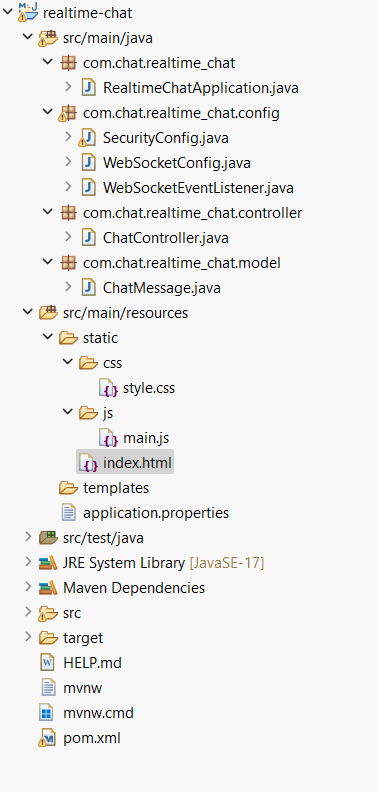 realtime-chat
src/main/java
com.chat.realtime_chat
RealtimeChatApplication.java
com.chat.realtime_chat.config
SecurityConfig.java
WebSocketConfig.java
WebSocketEventListener.java
com.chat.realtime_chat.controller
ChatController.java
com.chat.realtime_chat.model
ChatMessage.java
src/main/resources
static
css
style.css
js
main.js
index.html
templates
application.properties
src/test/java
JRE System Library [JavaSE-17]
Maven Dependencies
src
target
HELP.md
mvnw
mvnw.cmd
pom.xml